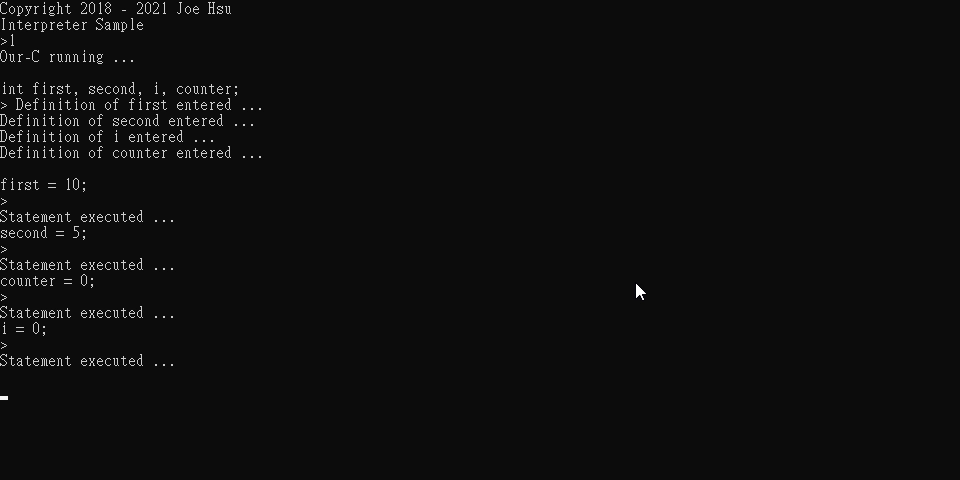 Copyright 2018 - 2021 Joe Hsu
Interpreter Sample
>1
Our-C running ...
int first, second, i, counter;
> Definition of first entered ...
Definition of second entered ...
Definition of i entered ...
Definition of counter entered ...
first = 10;
>
Statement executed ...
second = 5;
>
Statement executed ...
counter = 0;
>
Statement executed ...
i = 0;
>
Statement executed ...